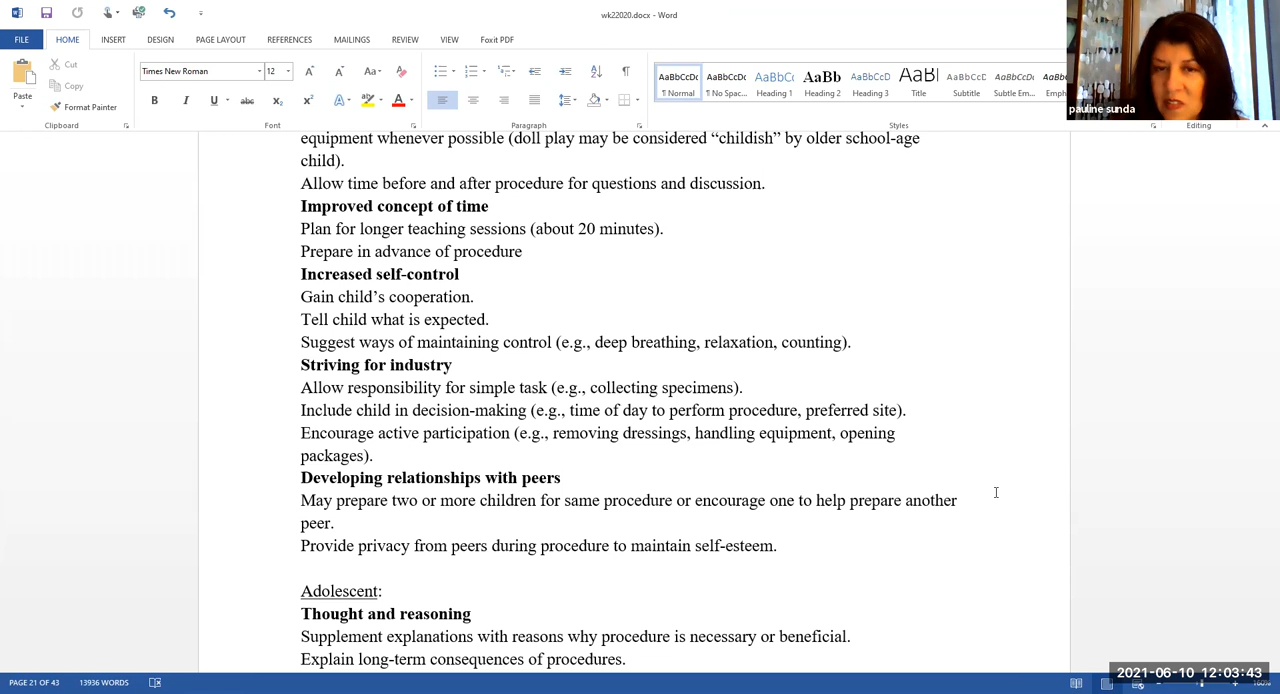 wk22020.docx - Word
FILE HOME INSERT DESIGN PAGE LAYOUT REFERENCES MAILINGS REVIEW VIEW Foxit PDF
Paste
Cut
Copy
Format Painter
Clipboard
Times New Roman 12
Font
Paragraph
AaBbCcDc AaBbCcDc AaBbCc AaBb AaBbCcD AaB AaBbCcD AaBbCcDc
¶ Normal ¶ No Spac... Heading 1 Heading 2 Heading 3 Title Subtitle Subtle Em...
Styles
Editing
pauline sunda
equipment whenever possible (doll play may be considered “childish” by older school-age
child).
Allow time before and after procedure for questions and discussion.
Improved concept of time
Plan for longer teaching sessions (about 20 minutes).
Prepare in advance of procedure
Increased self-control
Gain child’s cooperation.
Tell child what is expected.
Suggest ways of maintaining control (e.g., deep breathing, relaxation, counting).
Striving for industry
Allow responsibility for simple task (e.g., collecting specimens).
Include child in decision-making (e.g., time of day to perform procedure, preferred site).
Encourage active participation (e.g., removing dressings, handling equipment, opening
packages).
Developing relationships with peers
May prepare two or more children for same procedure or encourage one to help prepare another
peer.
Provide privacy from peers during procedure to maintain self-esteem.
Adolescent:
Thought and reasoning
Supplement explanations with reasons why procedure is necessary or beneficial.
Explain long-term consequences of procedures.
PAGE 21 OF 43 13936 WORDS
2021-06-10 12:03:43